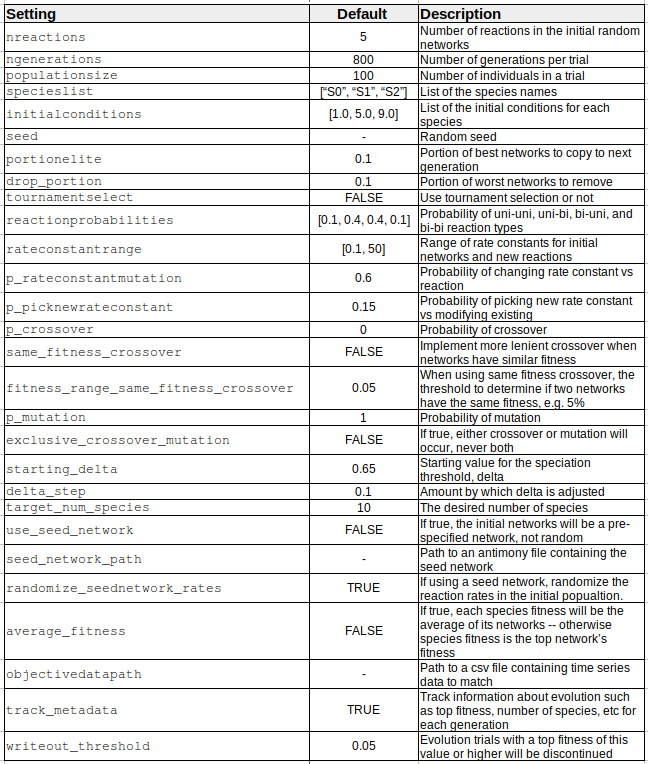 Setting Default Description
nreactions 5 Number of reactions in the initial random
networks
ngenerations 800 Number of generations per trial
populationsize 100 Number of individuals in a trial
specieslist [“S0”, “S1”, “S2”] List of the species names
initialconditions [1.0, 5.0, 9.0] List of the initial conditions for each
species
seed - Random seed
portionelite 0.1 Portion of best networks to copy to next
generation
drop_portion 0.1 Portion of worst networks to remove
tournamentselect FALSE Use tournament selection or not
reactionprobabilities [0.1, 0.4, 0.4, 0.1] Probability of uni-uni, uni-bi, bi-uni, and
bi-bi reaction types
rateconstantrange [0.1, 50] Range of rate constants for initial
networks and new reactions
p_rateconstantmutation 0.6 Probability of changing rate constant vs
reaction
p_picknewrateconstant 0.15 Probability of picking new rate constant
vs modifying existing
p_crossover 0 Probability of crossover
same_fitness_crossover FALSE Implement more lenient crossover when
networks have similar fitness
fitness_range_same_fitness_crossover 0.05 When using same fitness crossover, the
threshold to determine if two networks
have the same fitness, e.g. 5%
p_mutation 1 Probability of mutation
exclusive_crossover_mutation FALSE If true, either crossover or mutation will
occur, never both
starting_delta 0.65 Starting value for the speciation
threshold, delta
delta_step 0.1 Amount by which delta is adjusted
target_num_species 10 The desired number of species
use_seed_network FALSE If true, the initial networks will be a pre-
specified network, not random
seed_network_path - Path to an antimony file containing the
seed network
randomize_seednetwork_rates TRUE If using a seed network, randomize the
reaction rates in the initial popualtion.
average_fitness FALSE If true, each species fitness will be the
average of its networks -- otherwise
species fitness is the top network's
fitness
objectivedatapath - Path to a csv file containing time series
data to match
track_metadata TRUE Track information about evolution such
as top fitness, number of species, etc for
each generation
writeout_threshold 0.05 Evolution trials with a top fitness of this
value or higher will be discontinued